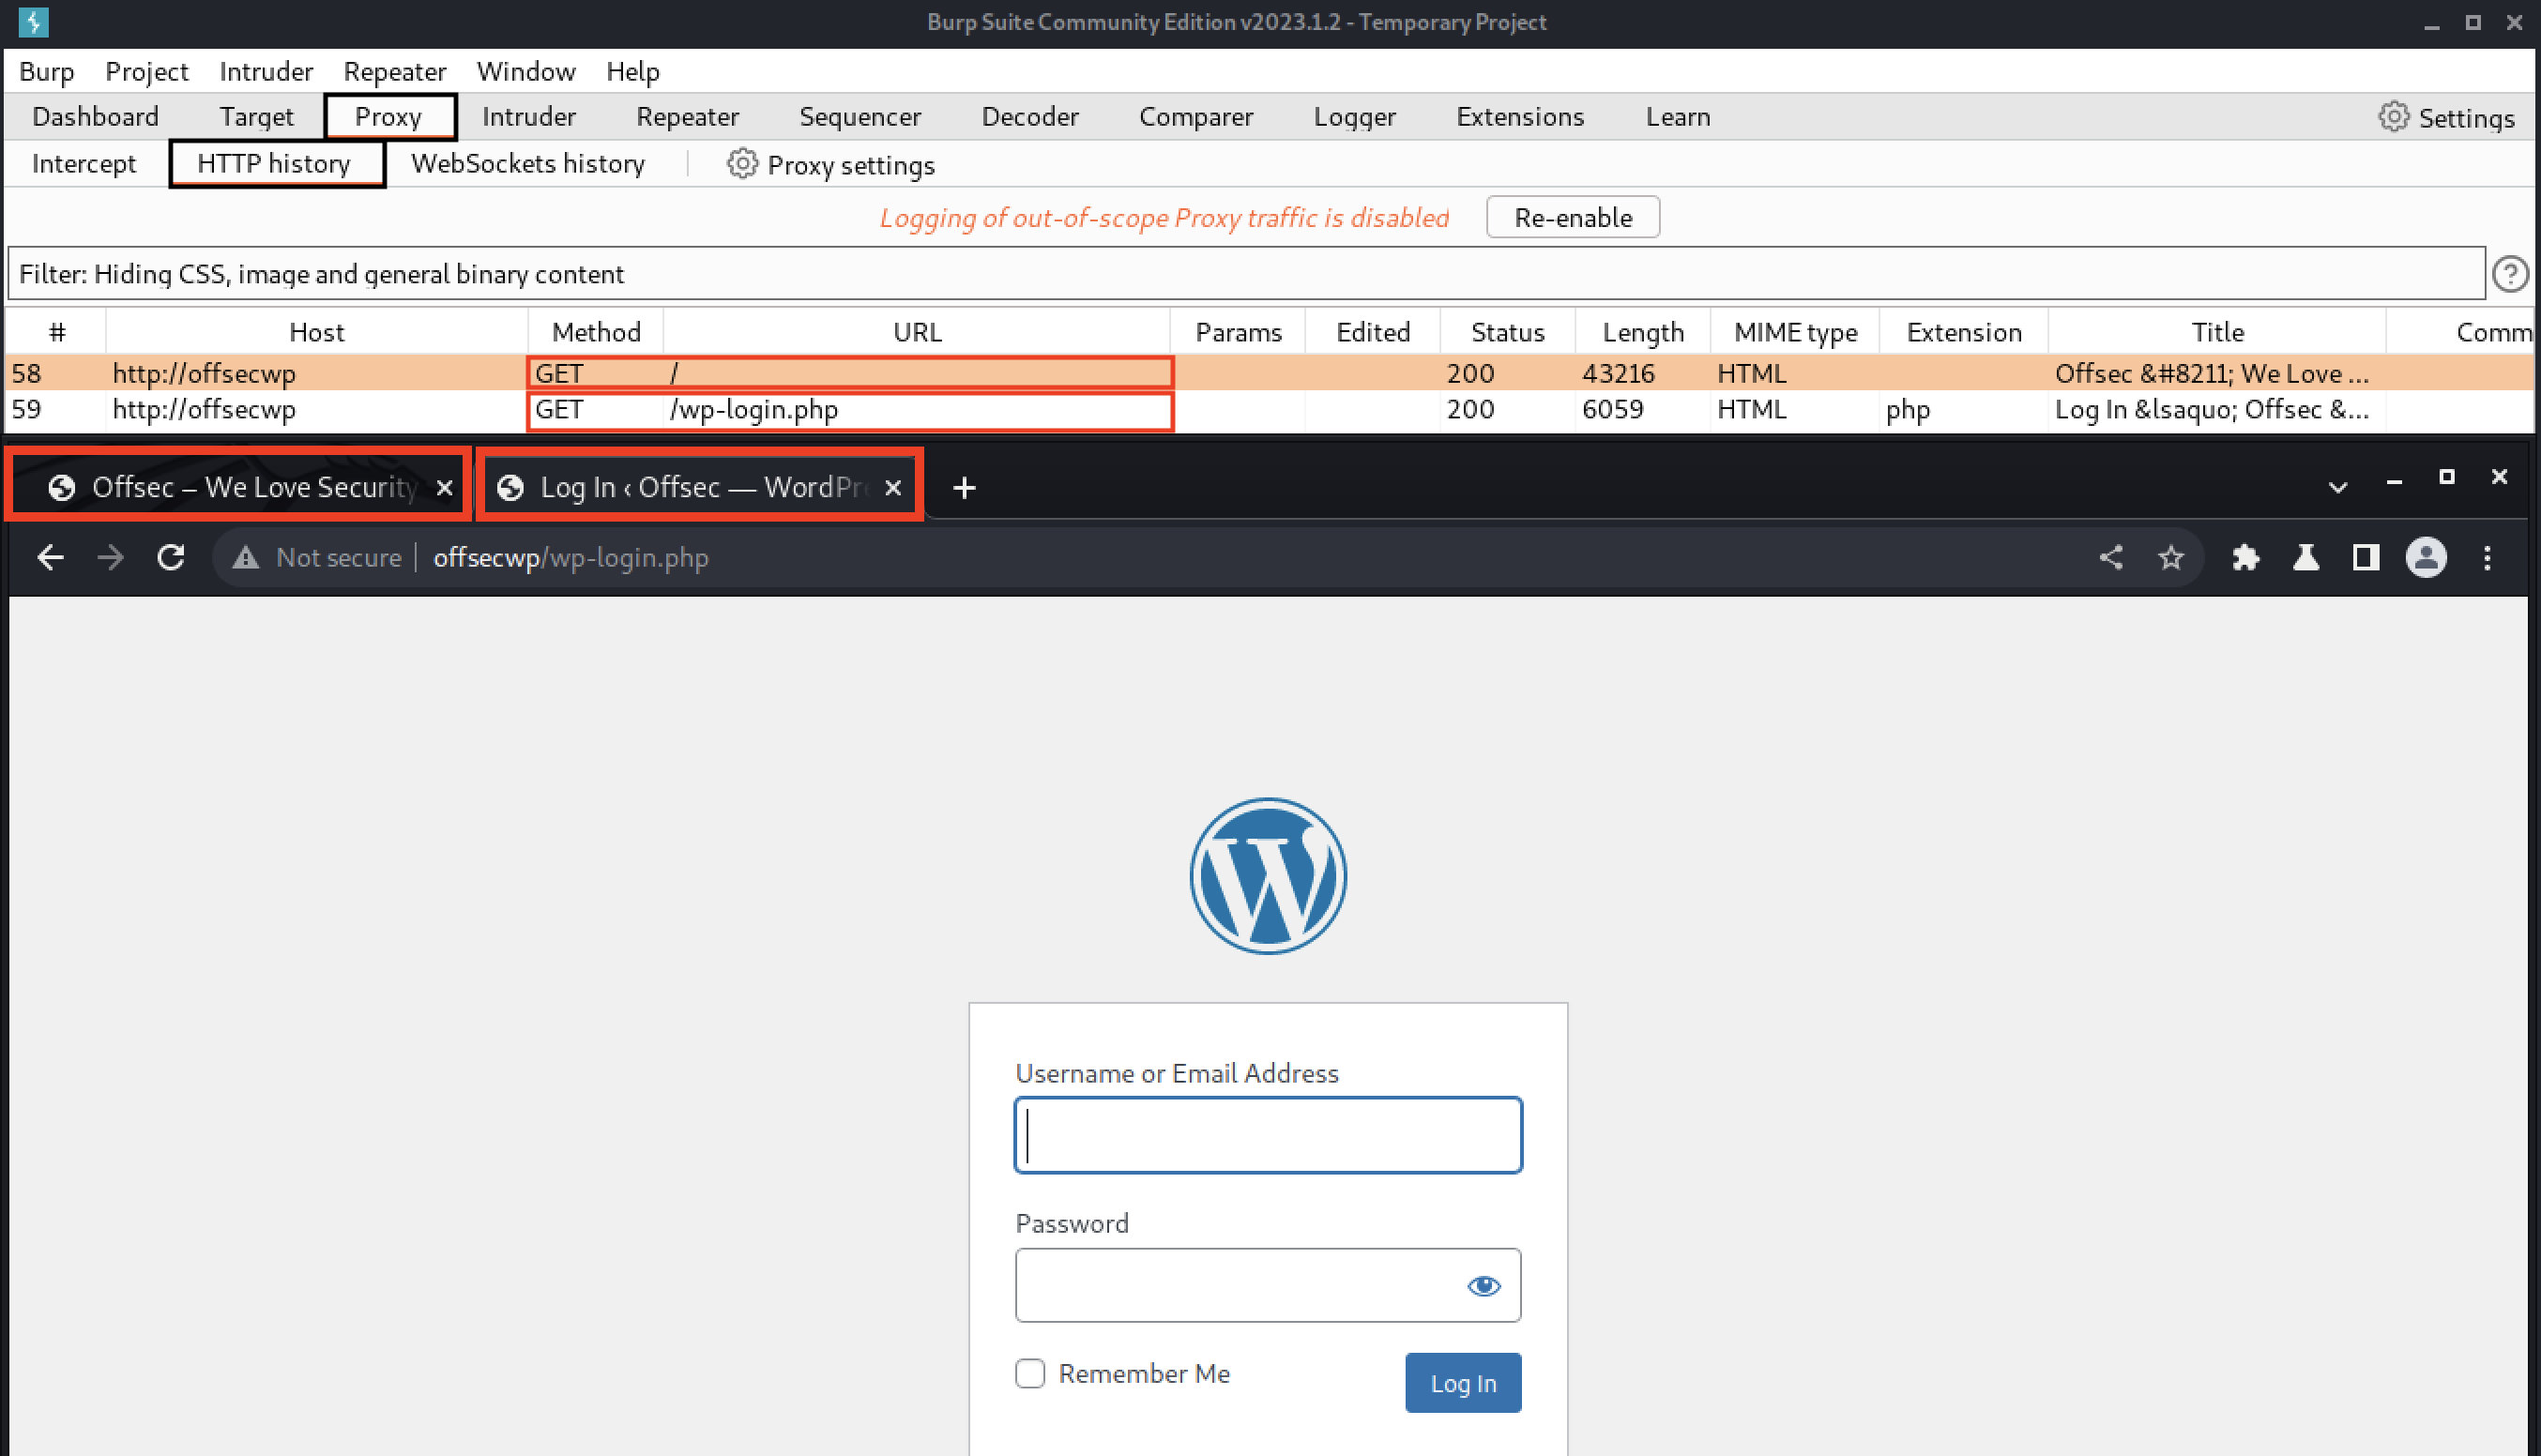 Burp Suite Community Edition v2023.1.2 - Temporary Project
Burp Project Intruder Repeater Window Help
Dashboard Target Proxy Intruder Repeater Sequencer Decoder Comparer Logger Extensions Learn Settings
Intercept HTTP history WebSockets history Proxy settings
Logging of out-of-scope Proxy traffic is disabled Re-enable
Filter: Hiding CSS, image and general binary content ?
# Host Method URL Params Edited Status Length MIME type Extension Title Comm
58 http://offsecwp GET / 200 43216 HTML Offsec &#8211; We Love ...
59 http://offsecwp GET /wp-login.php 200 6059 HTML php Log In &lsaquo; Offsec &...
Offsec – We Love Security Log In ‹ Offsec — WordPre
Not secure offsecwp/wp-login.php
W
Username or Email Address
Password
Remember Me Log In